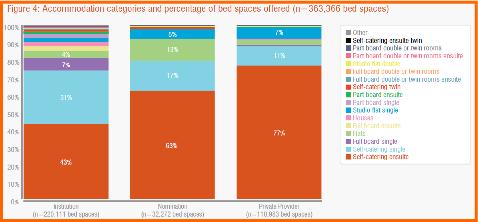 Figure 4: Accommodation categories and percentage of bed spaces offered (n=363,366 bed spaces)
100%
90%
80%
70%
60%
50%
40%
30%
20%
10%
0%
4%
7%
31%
43%
5%
13%
17%
63%
7%
11%
77%
Institution
(n=220,111 bed spaces)
Nomination
(n=32,272 bed spaces)
Private Provider
(n=110,983 bed spaces)
Other
Self-catering ensuite twin
Part board double or twin rooms
Part board double or twin rooms ensuite
Studio flat double
Full board double or twin rooms
Full board double or twin rooms ensuite
Self-catering twin
Part board ensuite
Part board single
Studio flat single
Houses
Full board ensuite
Flats
Full board single
Self-catering single
Self-catering ensuite